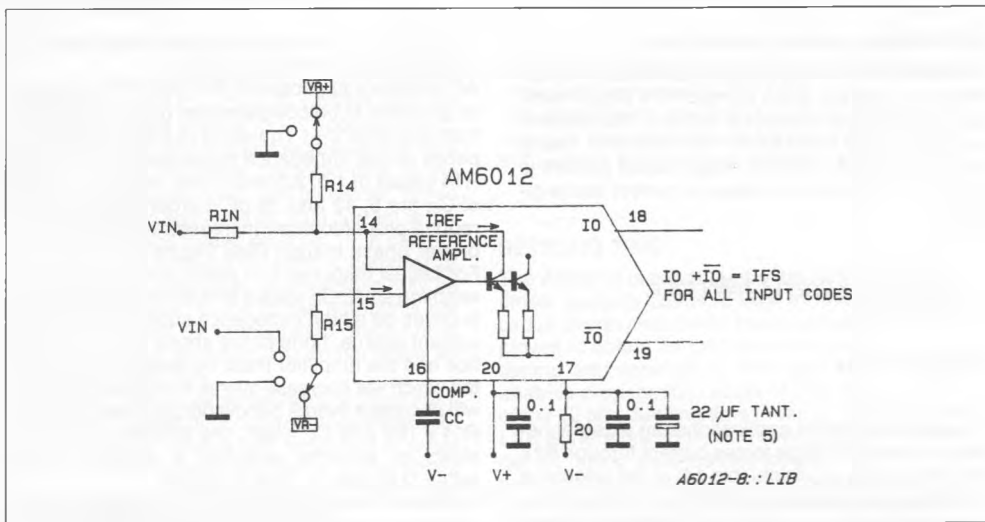 VR+
R14
AM6012
VIN
RIN
14
IREF
REFERENCE
AMPL.
IO
18
15
IO + I̅O̅ = IFS
FOR ALL INPUT CODES
VIN
R15
I̅O̅
19
16
20
17
COMP.
CC
0.1
20
0.1
22 µF TANT.
(NOTE 5)
VR-
V-
V+
V-
A6012-8::LIB